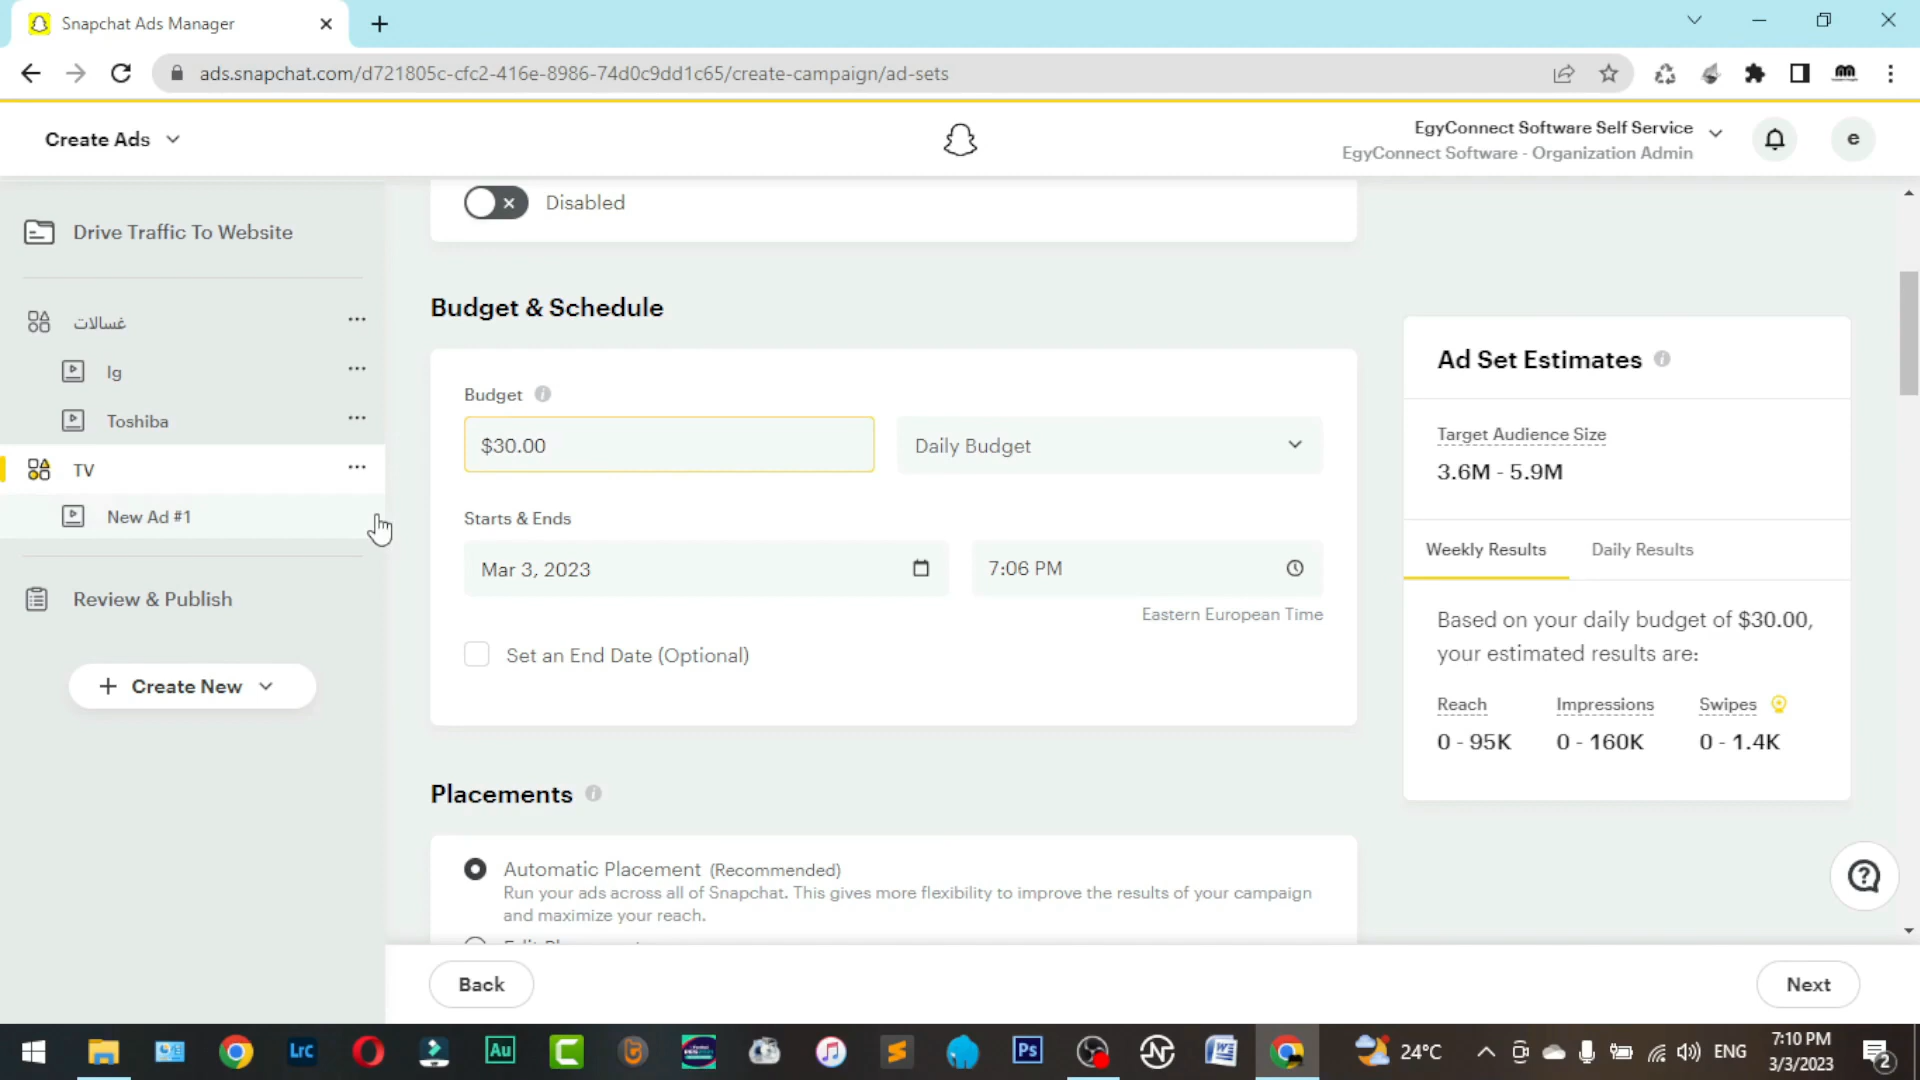 Snapchat Ads Manager
ads.snapchat.com/d721805c-cfc2-416e-8986-74d0c9dd1c65/create-campaign/ad-sets
Create Ads
EgyConnect Software Self Service
EgyConnect Software - Organization Admin
e
Drive Traffic To Website
غسالات
lg
Toshiba
TV
New Ad #1
Review & Publish
+ Create New
Disabled
Budget & Schedule
Budget
$30.00
Daily Budget
Starts & Ends
Mar 3, 2023
7:06 PM
Eastern European Time
Set an End Date (Optional)
Placements
Automatic Placement (Recommended)
Run your ads across all of Snapchat. This gives more flexibility to improve the results of your campaign
and maximize your reach.
Ad Set Estimates
Target Audience Size
3.6M - 5.9M
Weekly Results
Daily Results
Based on your daily budget of $30.00,
your estimated results are:
Reach
Impressions
Swipes
0 - 95K
0 - 160K
0 - 1.4K
Back
Next
Lrc
Au
C
Ps
24°C
ENG
7:10 PM
3/3/2023
2